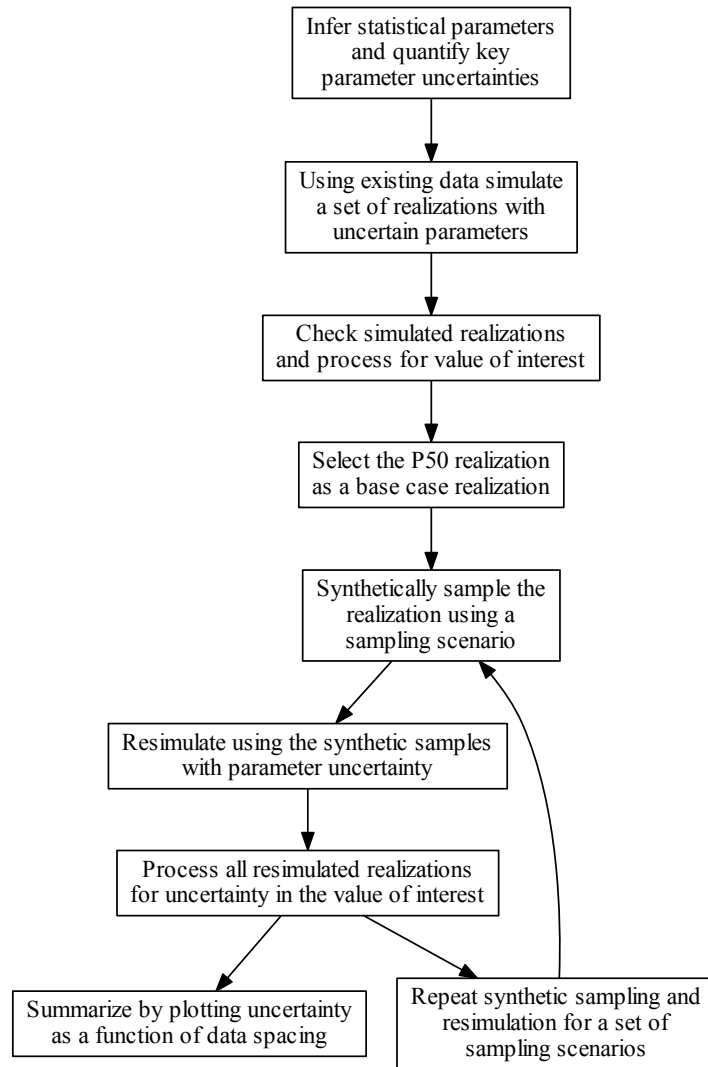 Infer statistical parameters
and quantify key
parameter uncertainties
Using existing data simulate
a set of realizations with
uncertain parameters
Check simulated realizations
and process for value of interest
Select the P50 realization
as a base case realization
Synthetically sample the
realization using a
sampling scenario
Resimulate using the synthetic samples
with parameter uncertainty
Process all resimulated realizations
for uncertainty in the value of interest
Summarize by plotting uncertainty
as a function of data spacing
Repeat synthetic sampling and
resimulation for a set of
sampling scenarios